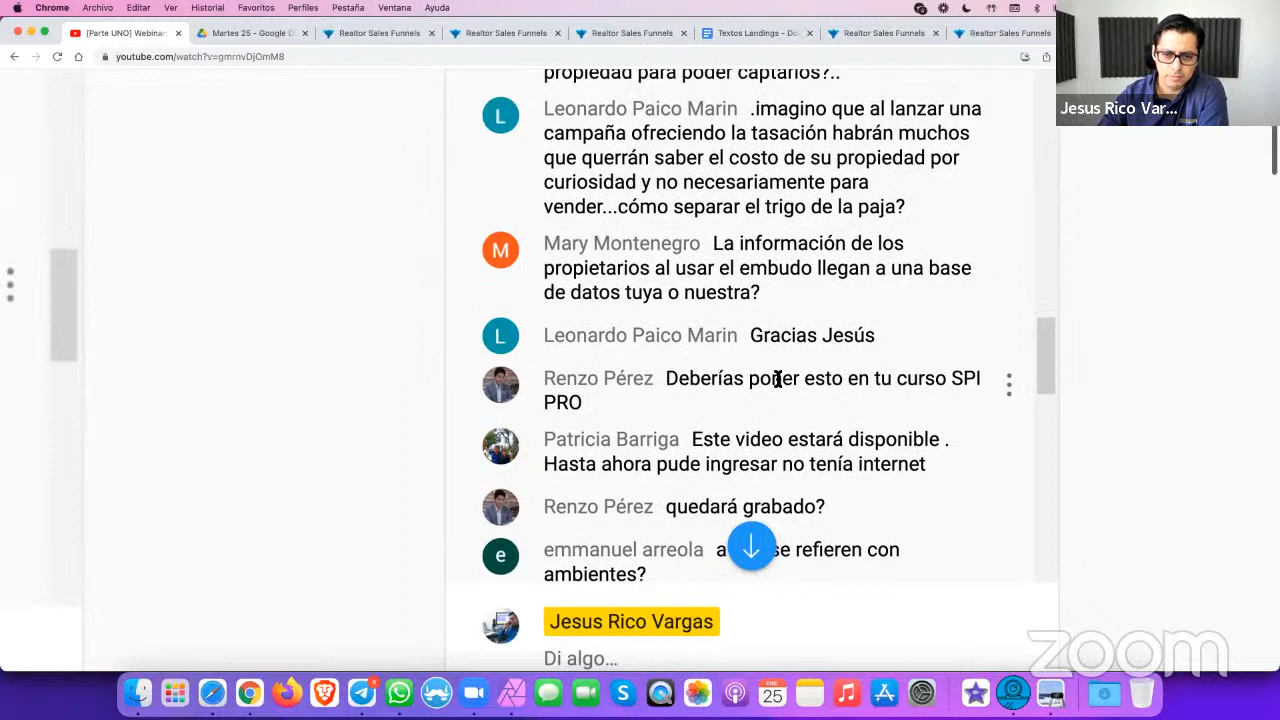 Chrome Archivo Editar Ver Historial Favoritos Perfiles Pestaña Ventana Ayuda
[Parte UNO] Webinar
Martes 25 - Google D
Realtor Sales Funnels
Realtor Sales Funnels
Realtor Sales Funnels
Textos Landings - Do
Realtor Sales Funnels
Realtor Sales Funnels
youtube.com/watch?v=gmrnvDjOmM8
Jesus Rico Var...
propiedad para poder captarlos?..
Leonardo Paico Marin .imagino que al lanzar una
campaña ofreciendo la tasación habrán muchos
que querrán saber el costo de su propiedad por
curiosidad y no necesariamente para
vender...cómo separar el trigo de la paja?
Mary Montenegro La información de los
propietarios al usar el embudo llegan a una base
de datos tuya o nuestra?
Leonardo Paico Marin Gracias Jesús
Renzo Pérez Deberías poner esto en tu curso SPI
PRO
Patricia Barriga Este video estará disponible .
Hasta ahora pude ingresar no tenía internet
Renzo Pérez quedará grabado?
emmanuel arreola a se refieren con
ambientes?
Jesus Rico Vargas
Di algo...
zoom
ENE
25